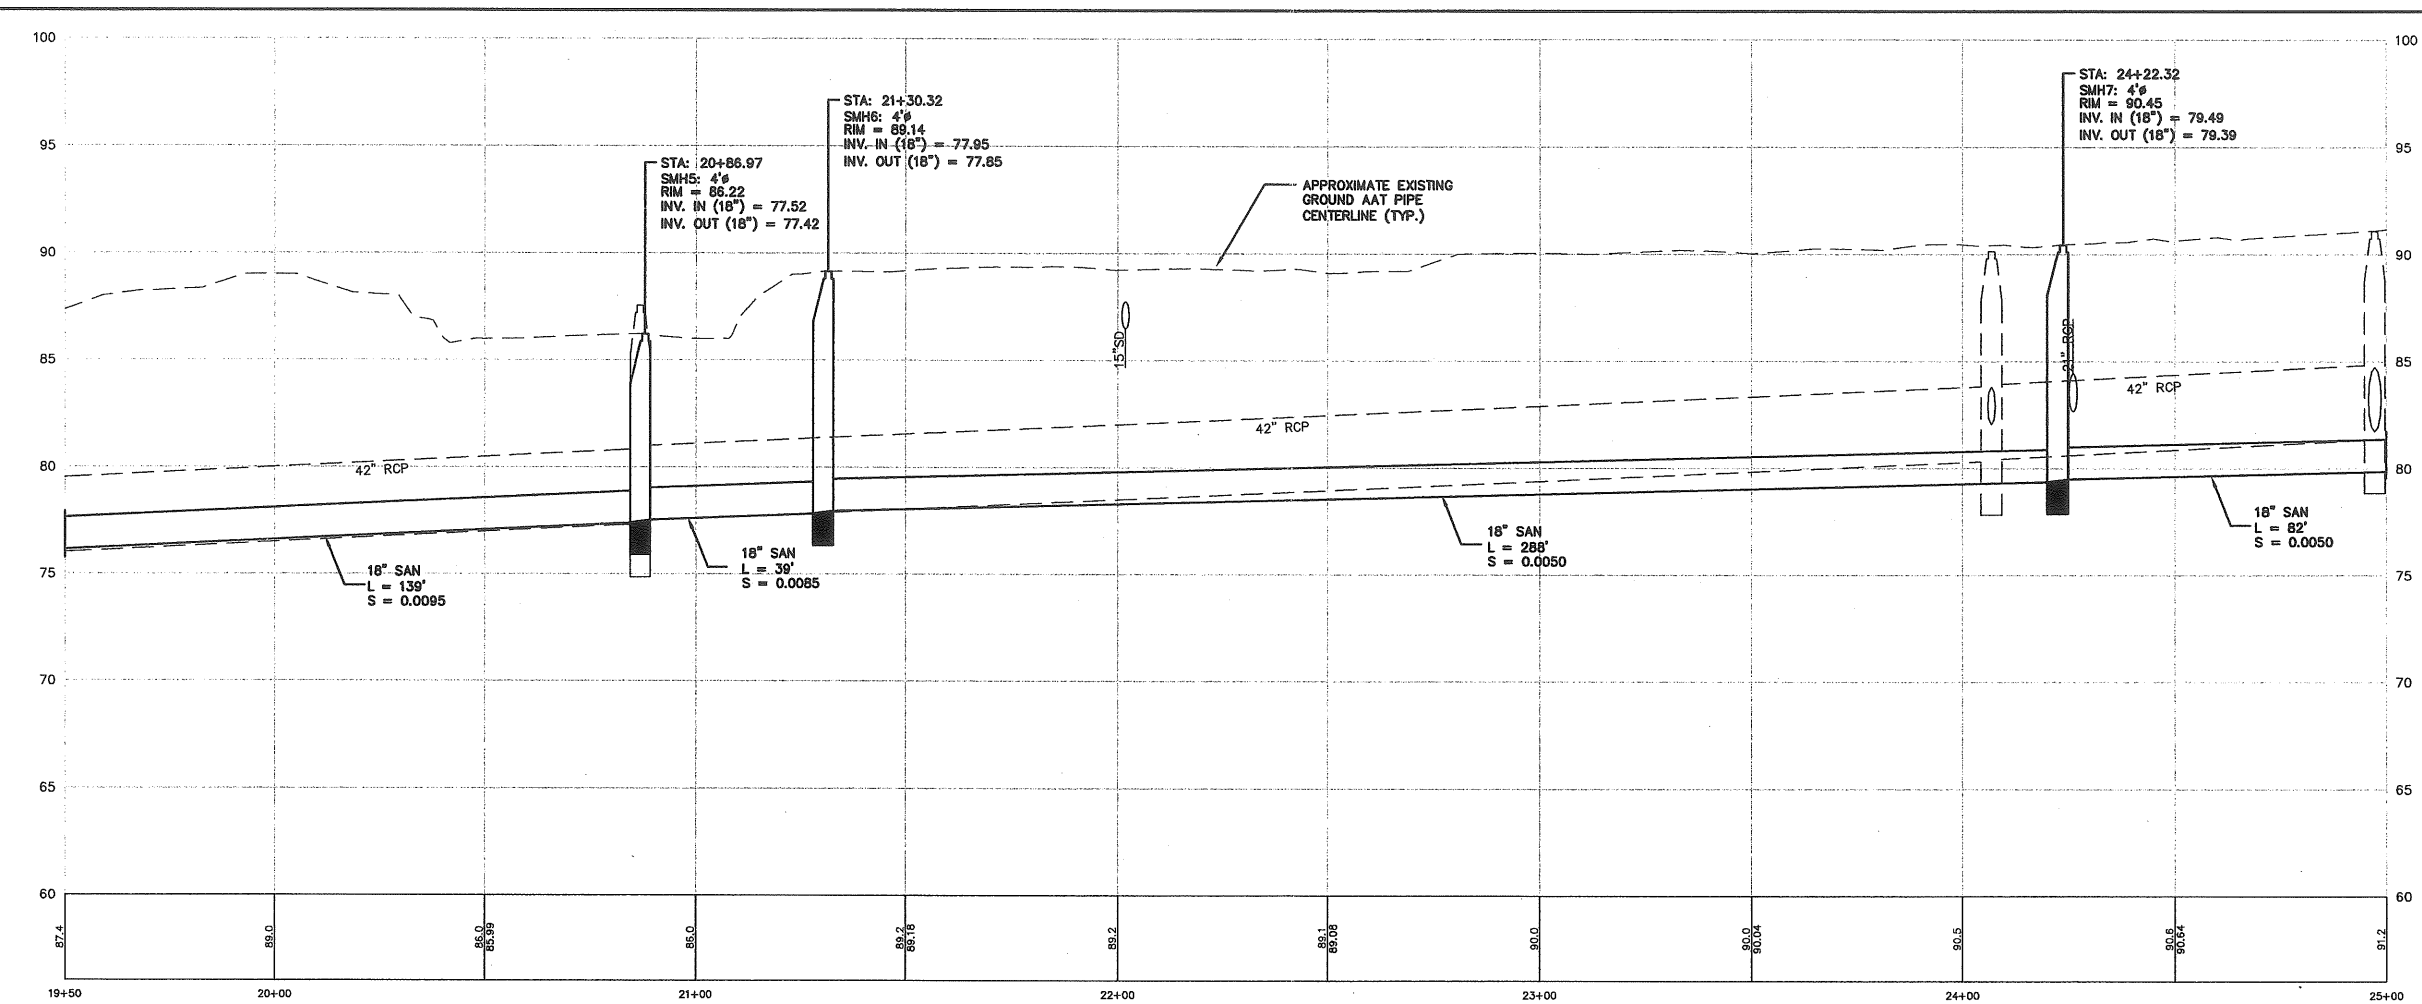 100
95
90
85
80
75
70
65
60
100
95
90
85
80
75
70
65
60
STA: 20+86.97
SMH5: 4'ø
RIM = 86.22
INV. IN (18") = 77.52
INV. OUT (18") = 77.42
STA: 21+30.32
SMH6: 4'ø
RIM = 89.14
INV. IN (18") = 77.95
INV. OUT (18") = 77.85
APPROXIMATE EXISTING
GROUND AAT PIPE
CENTERLINE (TYP.)
STA: 24+22.32
SMH7: 4'ø
RIM = 90.45
INV. IN (18") = 79.49
INV. OUT (18") = 79.39
15"SD
21" RCP
42" RCP
42" RCP
42" RCP
18" SAN
L = 139'
S = 0.0095
18" SAN
L = 39'
S = 0.0085
18" SAN
L = 288'
S = 0.0050
18" SAN
L = 82'
S = 0.0050
87.4
89.0
86.0
85.99
86.0
89.2
89.18
89.2
89.1
89.08
90.0
90.0
90.04
90.5
90.6
90.64
91.2
19+50
20+00
21+00
22+00
23+00
24+00
25+00